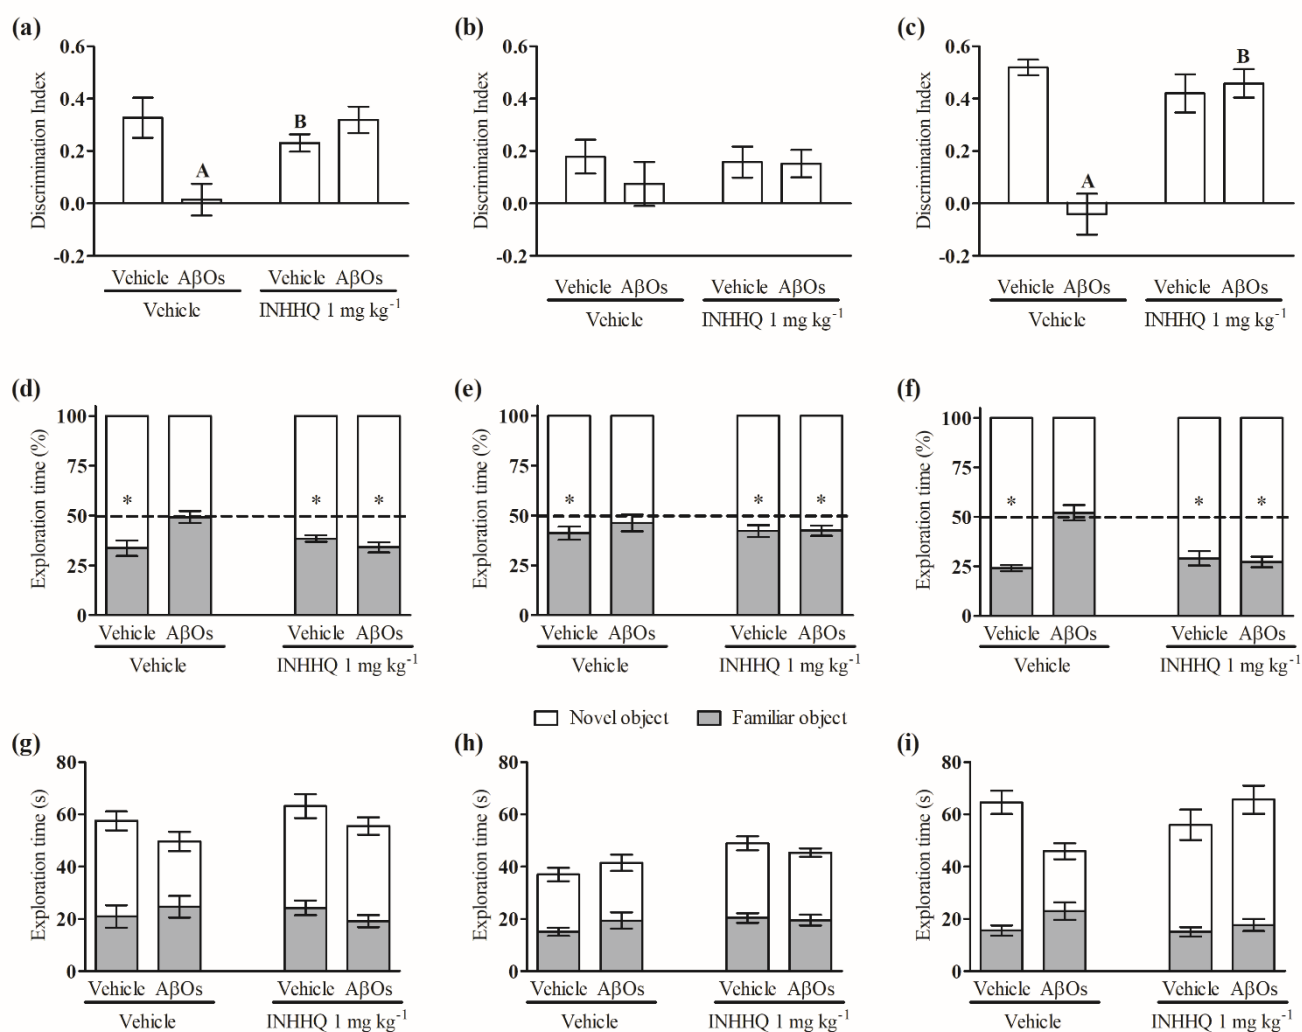 (a)
0.6
0.4
0.2
0.0
-0.2
Discrimination Index
A
B
Vehicle AβOs Vehicle AβOs
Vehicle INHHQ 1 mg kg⁻¹
(b)
0.6
0.4
0.2
0.0
-0.2
Discrimination Index
Vehicle AβOs Vehicle AβOs
Vehicle INHHQ 1 mg kg⁻¹
(c)
0.6
0.4
0.2
0.0
-0.2
Discrimination Index
A
B
Vehicle AβOs Vehicle AβOs
Vehicle INHHQ 1 mg kg⁻¹
(d)
100
75
50
25
0
Exploration time (%)
* * *
Vehicle AβOs Vehicle AβOs
Vehicle INHHQ 1 mg kg⁻¹
(e)
100
75
50
25
0
Exploration time (%)
* * *
Vehicle AβOs Vehicle AβOs
Vehicle INHHQ 1 mg kg⁻¹
(f)
100
75
50
25
0
Exploration time (%)
* * *
Vehicle AβOs Vehicle AβOs
Vehicle INHHQ 1 mg kg⁻¹
Novel object Familiar object
(g)
80
60
40
20
0
Exploration time (s)
Vehicle AβOs Vehicle AβOs
Vehicle INHHQ 1 mg kg⁻¹
(h)
80
60
40
20
0
Exploration time (s)
Vehicle AβOs Vehicle AβOs
Vehicle INHHQ 1 mg kg⁻¹
(i)
80
60
40
20
0
Exploration time (s)
Vehicle AβOs Vehicle AβOs
Vehicle INHHQ 1 mg kg⁻¹